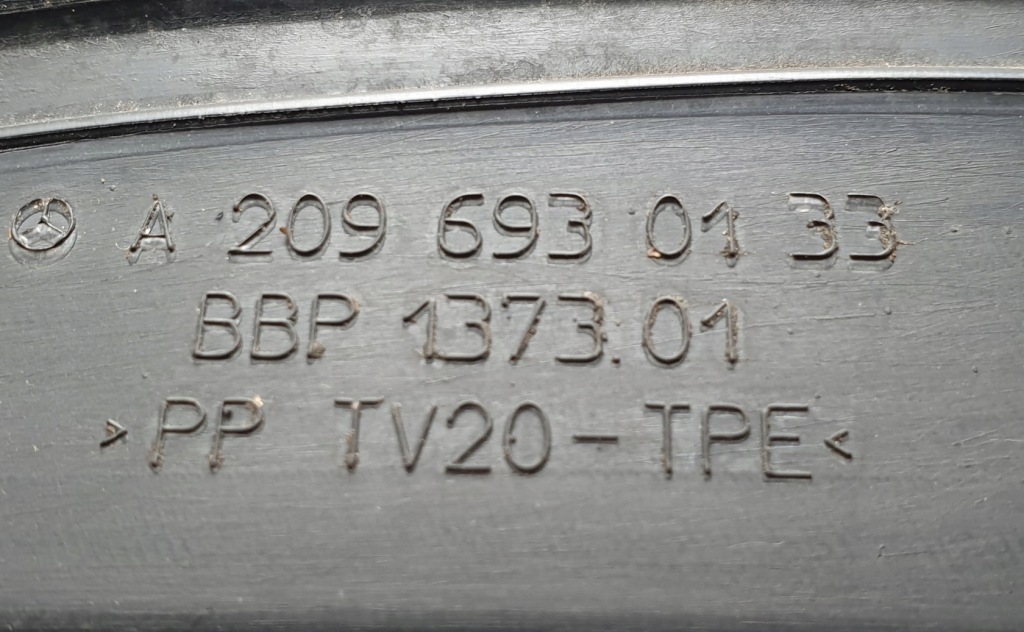 A 209 693 01 33
BBP 1373.01
>PP TV20-TPE<